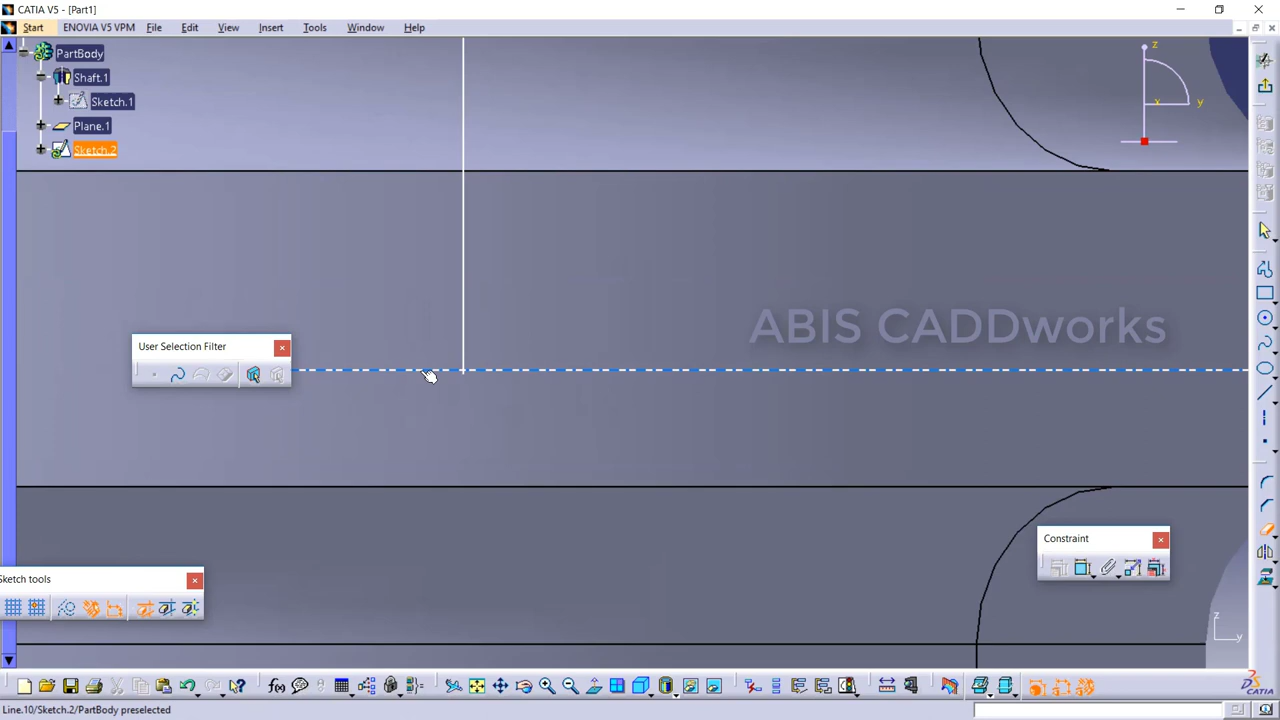 CATIA V5 - [Part1]
Start ENOVIA V5 VPM File Edit View Insert Tools Window Help
PartBody
Shaft.1
Sketch.1
Plane.1
Sketch.2
z
x
y
User Selection Filter
ABIS CADDworks
Constraint
Sketch tools
z
y
f(x)
Line.10/Sketch.2/PartBody preselected